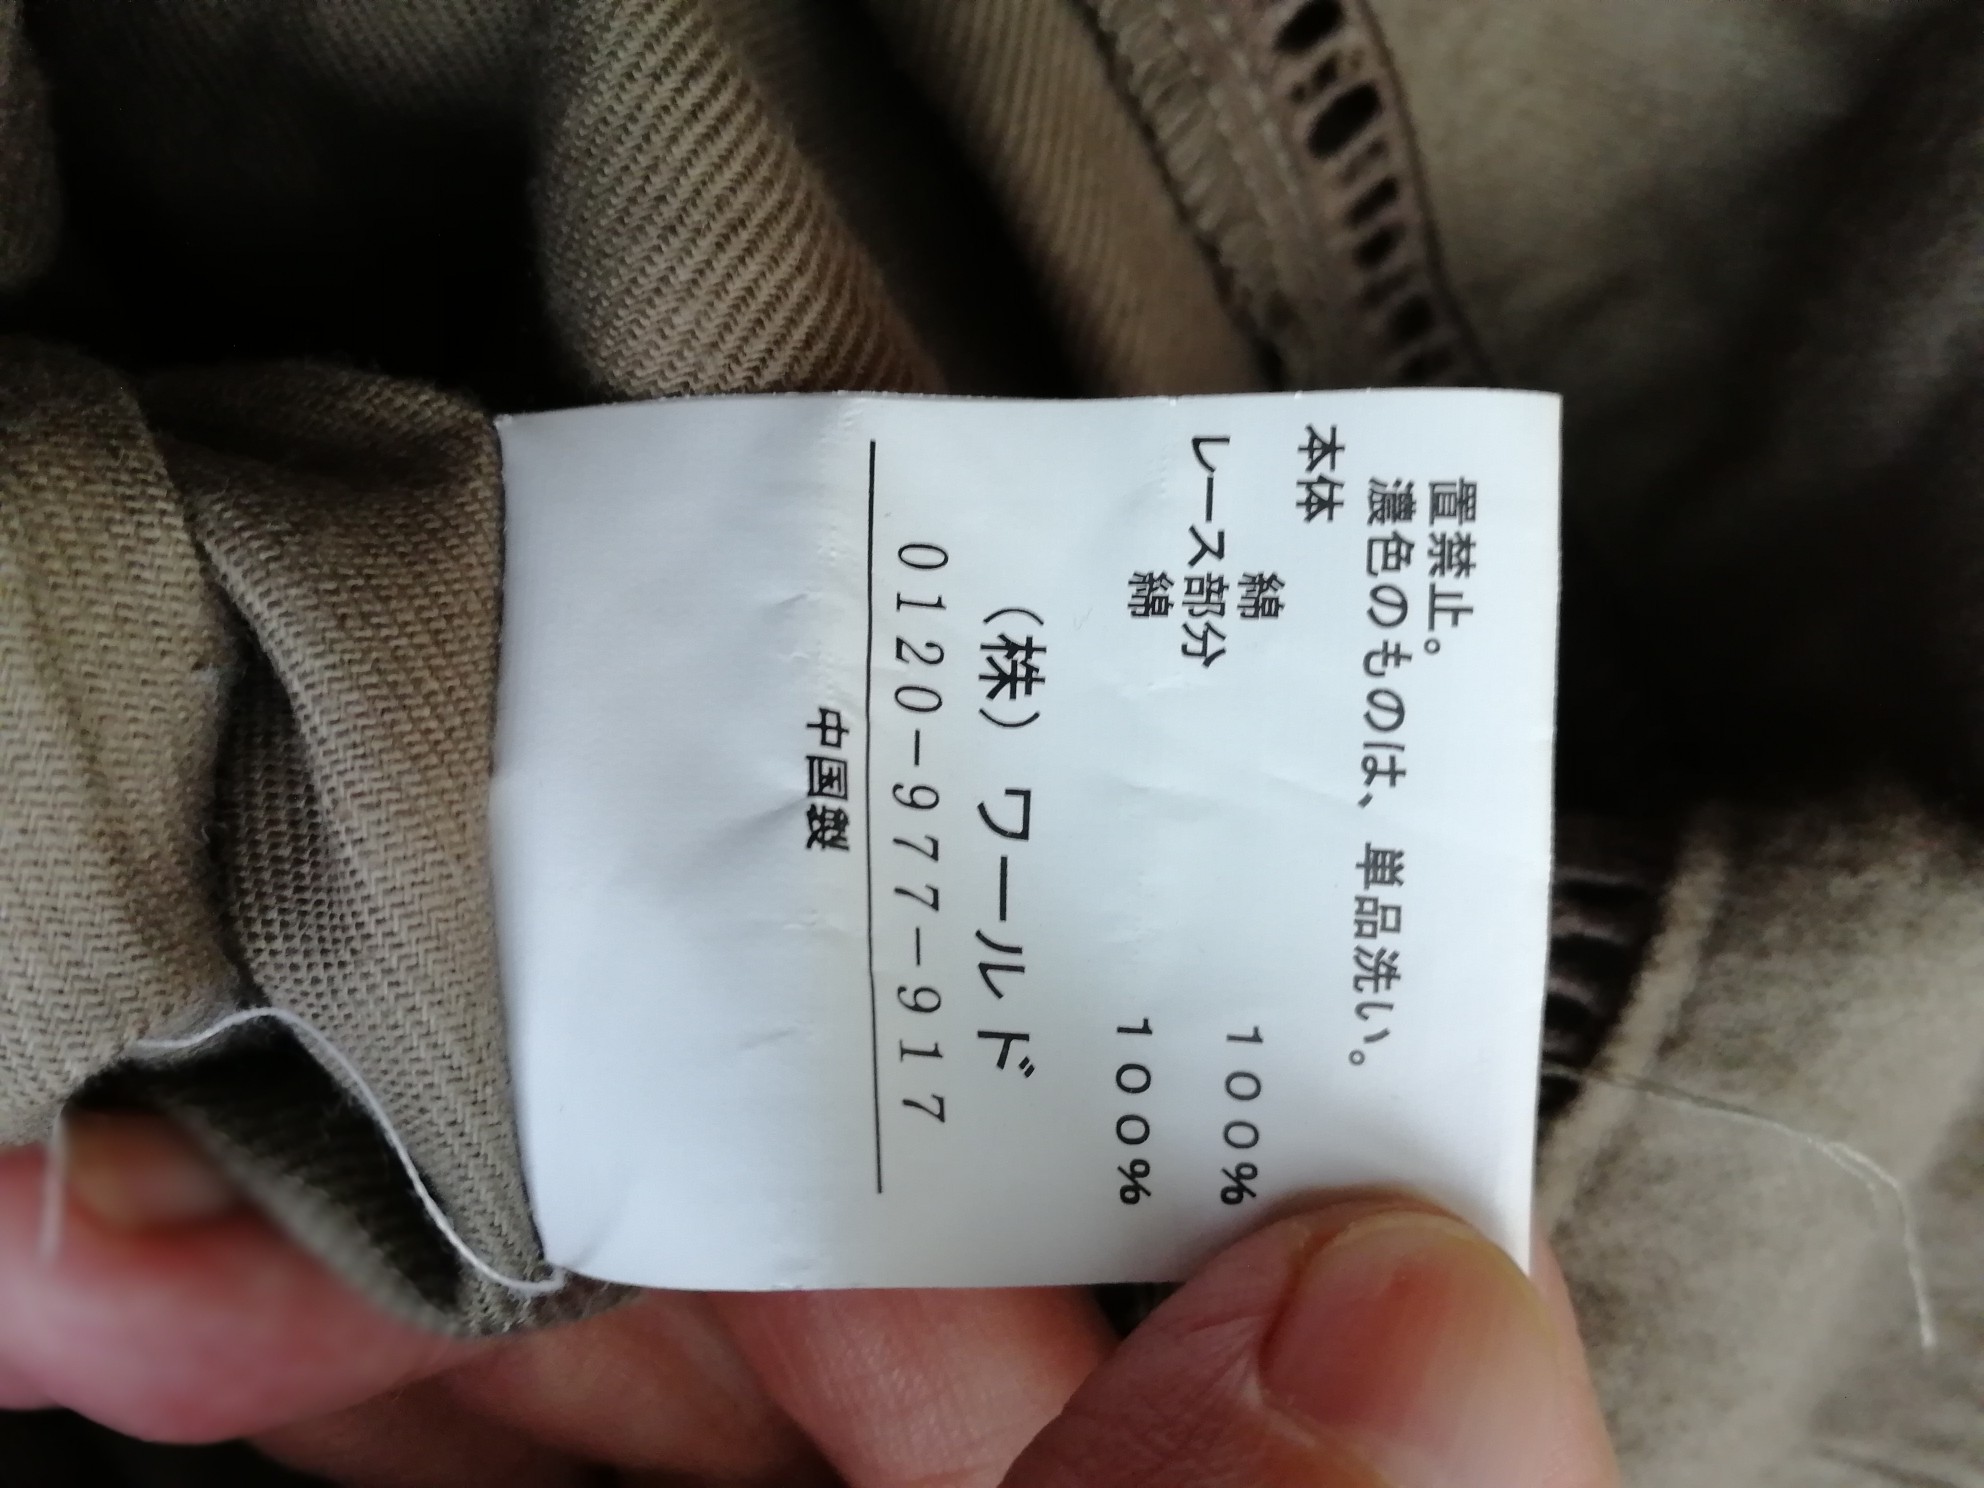 置禁止。
濃色のものは、単品洗い。
本体
綿 １００％
レース部分
綿 １００％
（株）ワールド
0120-977-917
中国製